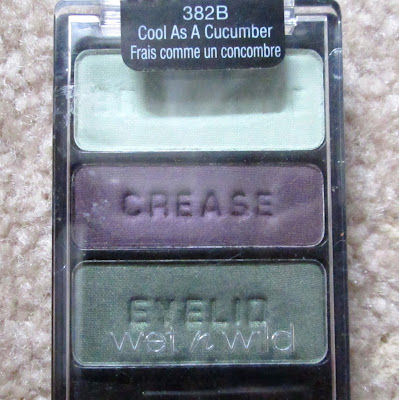 382B
Cool As A Cucumber
Frais comme un concombre
CREASE
EYELID
wet n wild